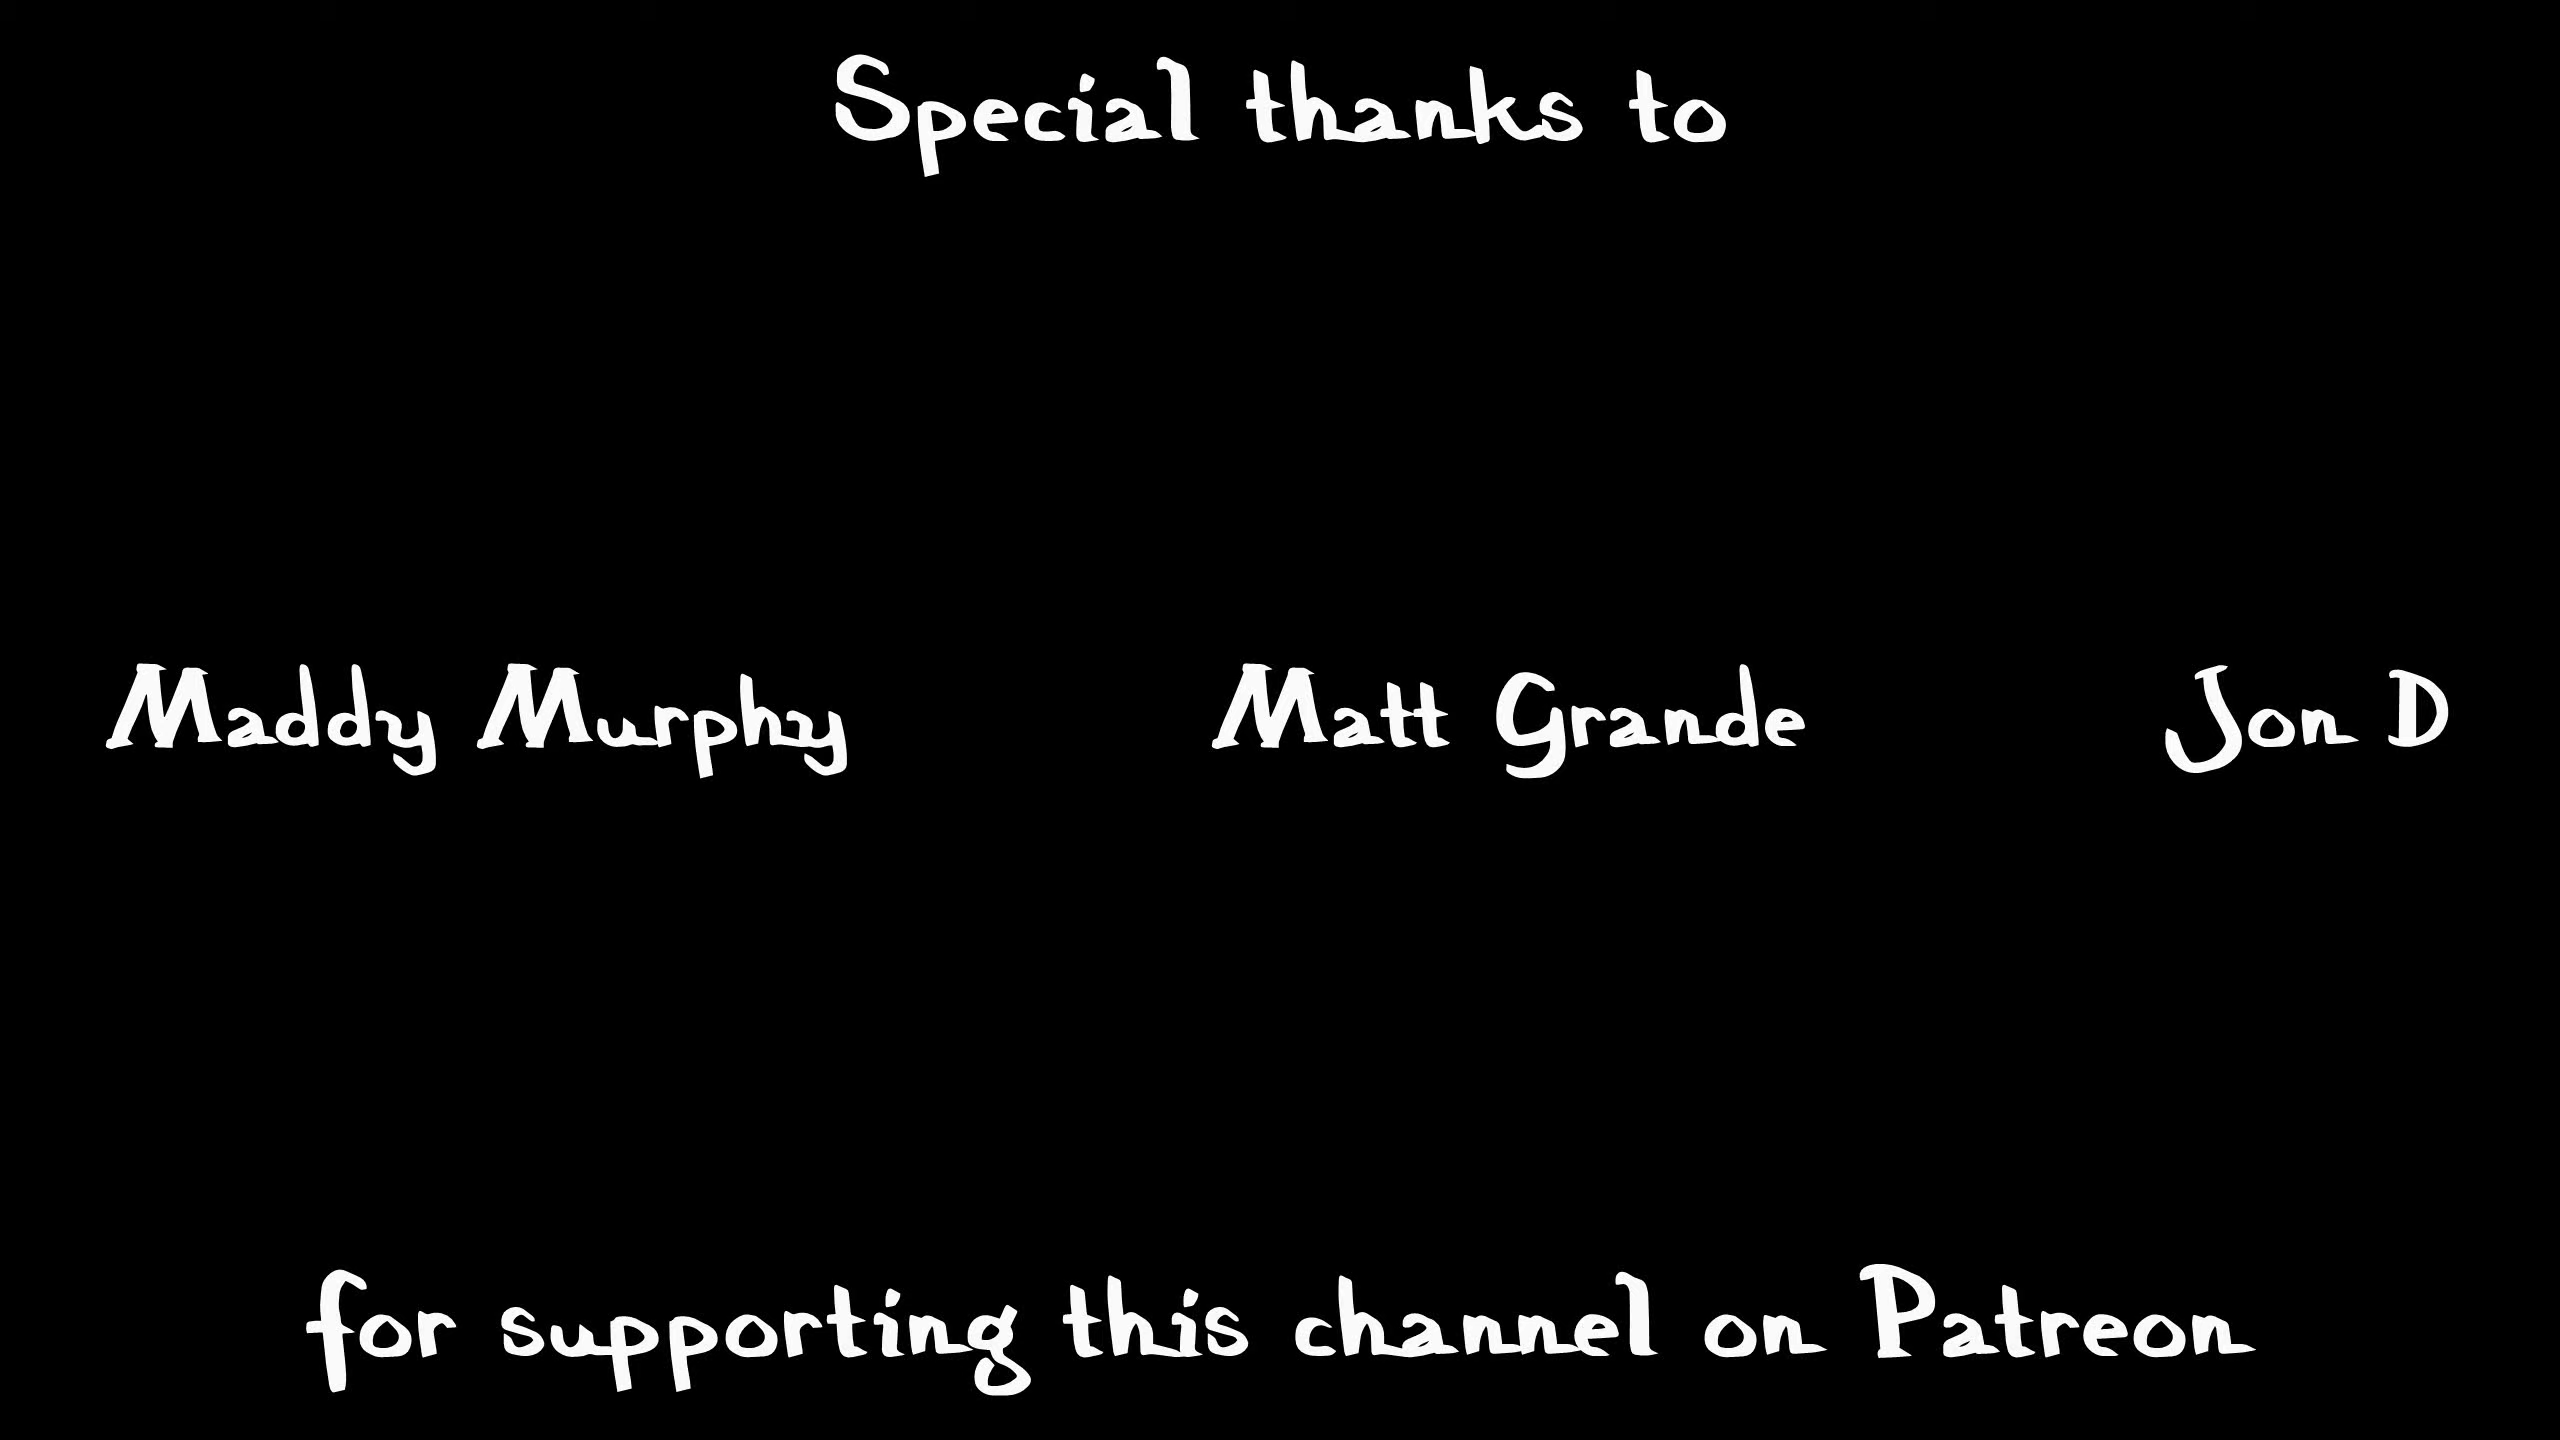 Special thanks to
Maddy Murphy Matt Grande Jon D
for supporting this channel on Patreon